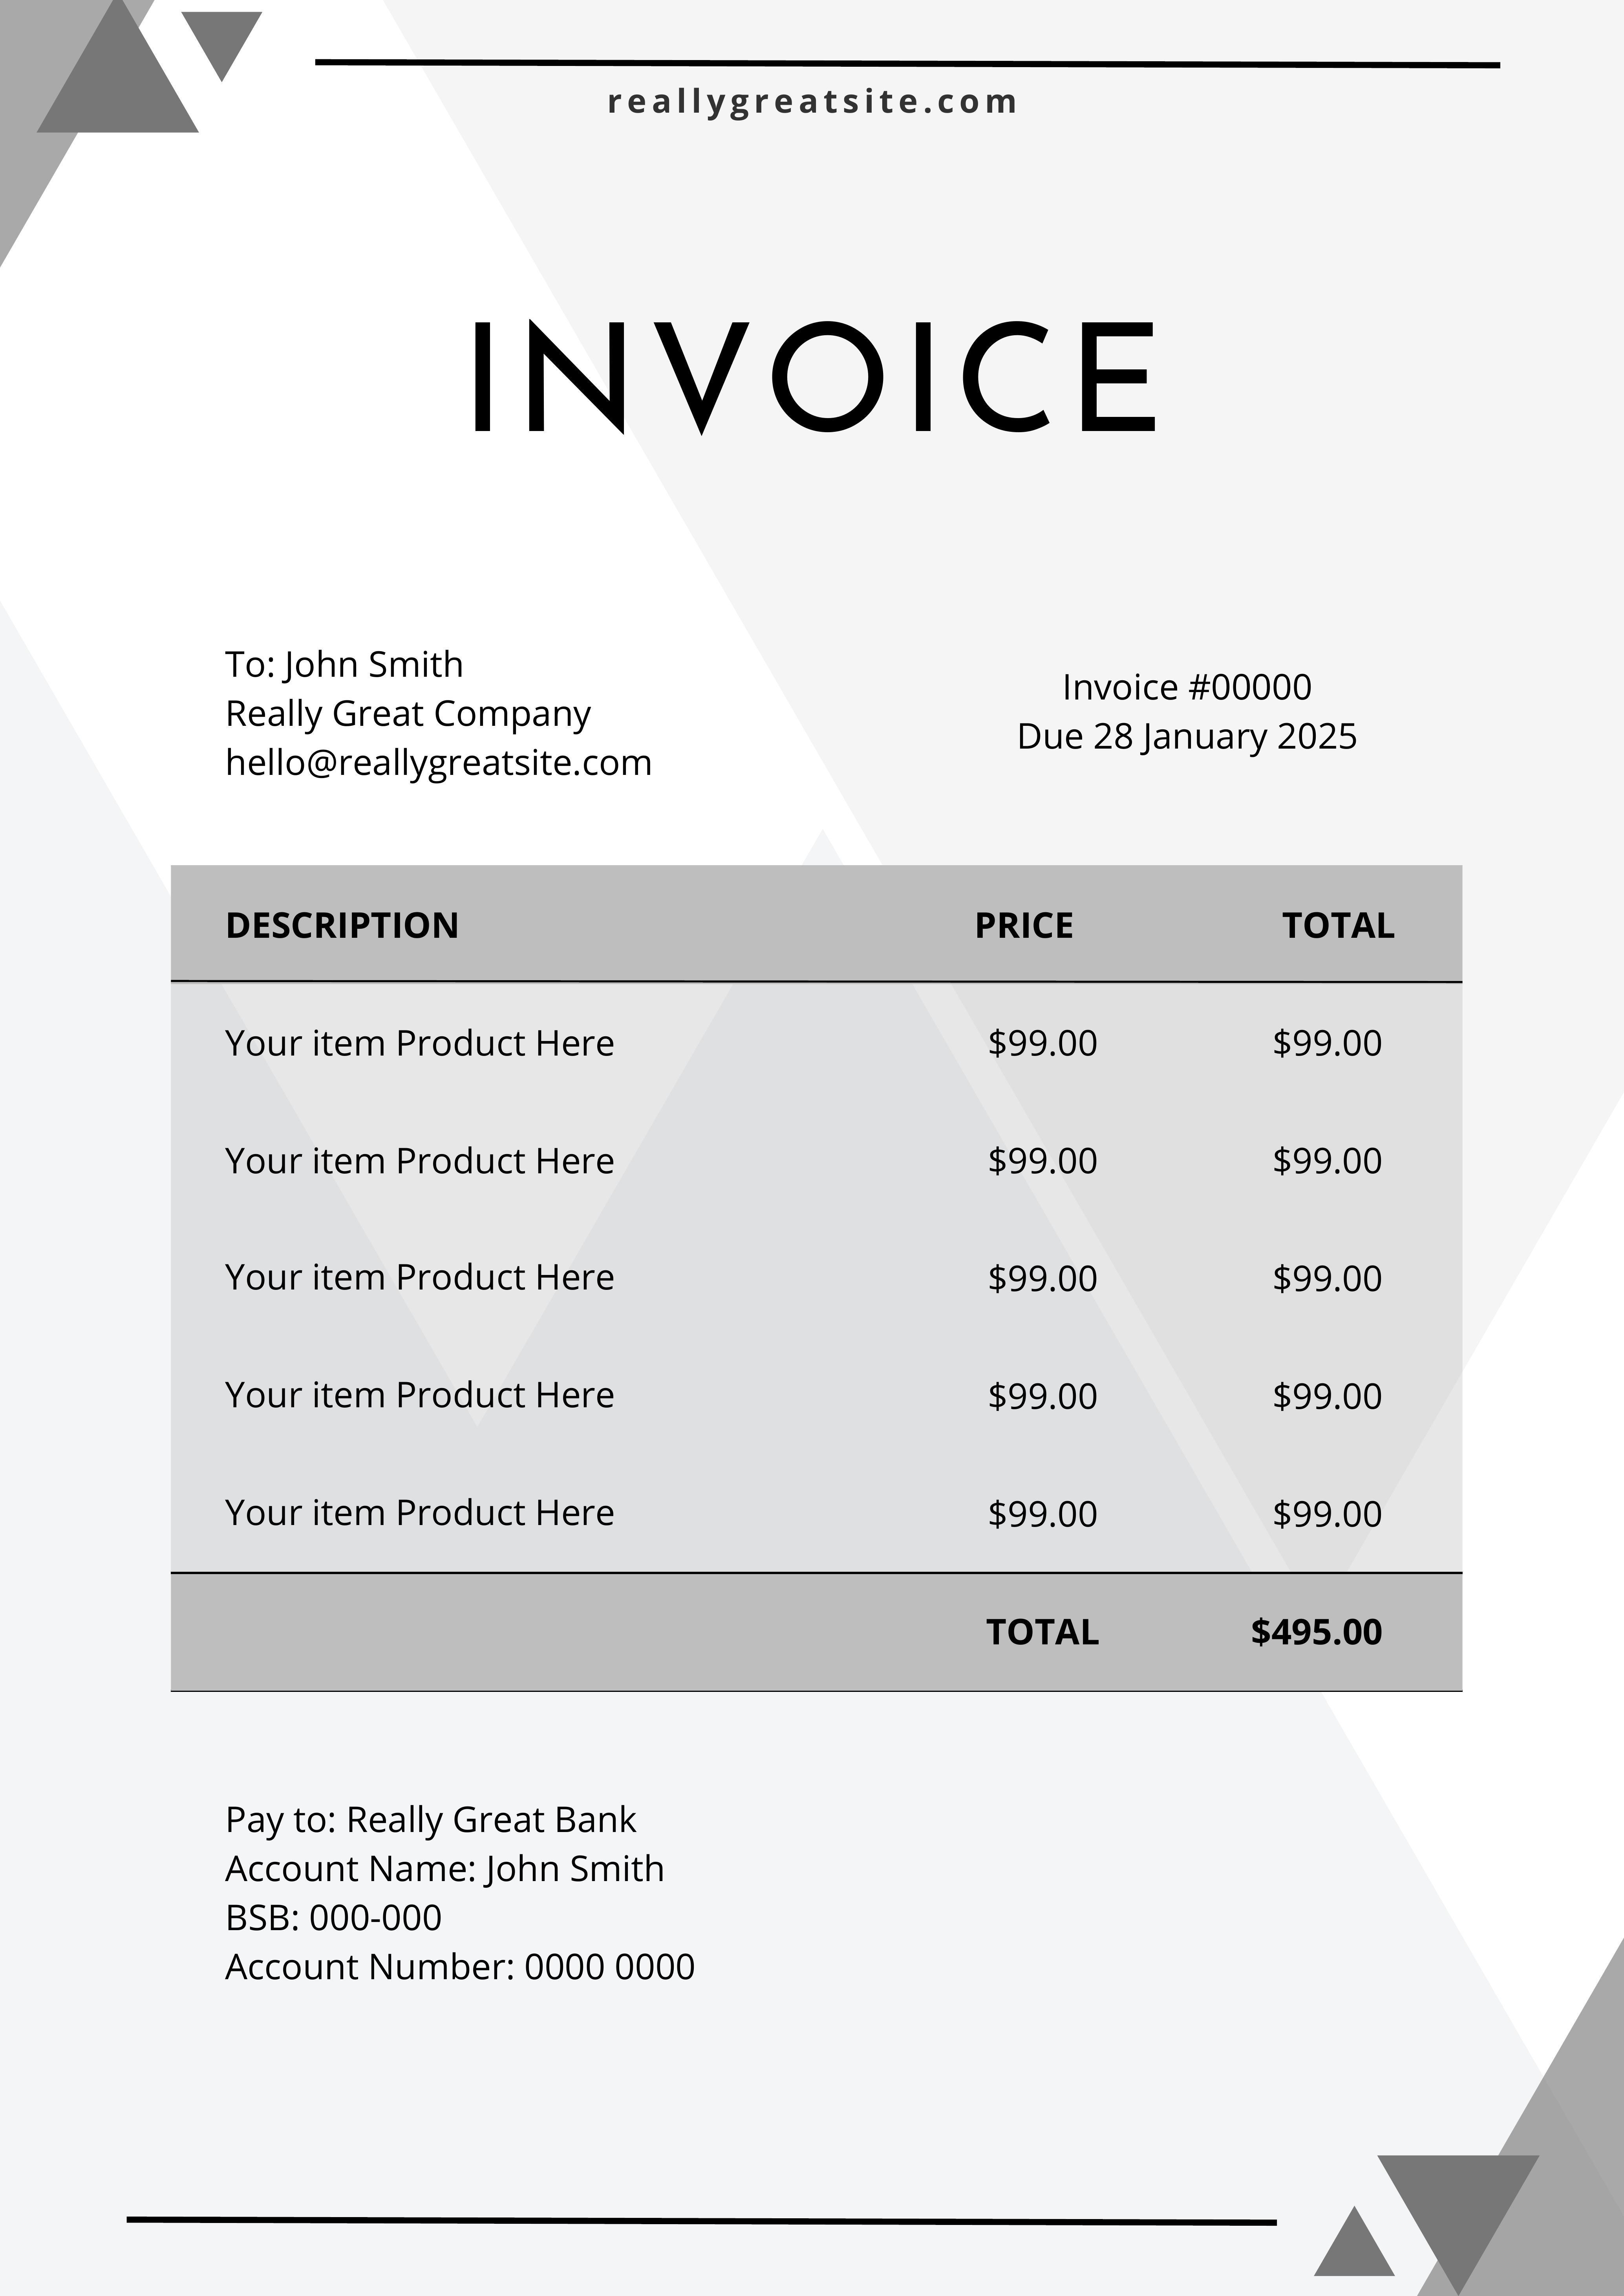 reallygreatsite.com
INVOICE
To: John Smith
Really Great Company
hello@reallygreatsite.com
Invoice #00000
Due 28 January 2025
DESCRIPTION PRICE TOTAL
Your item Product Here $99.00 $99.00
Your item Product Here $99.00 $99.00
Your item Product Here $99.00 $99.00
Your item Product Here $99.00 $99.00
Your item Product Here $99.00 $99.00
TOTAL $495.00
Pay to: Really Great Bank
Account Name: John Smith
BSB: 000-000
Account Number: 0000 0000